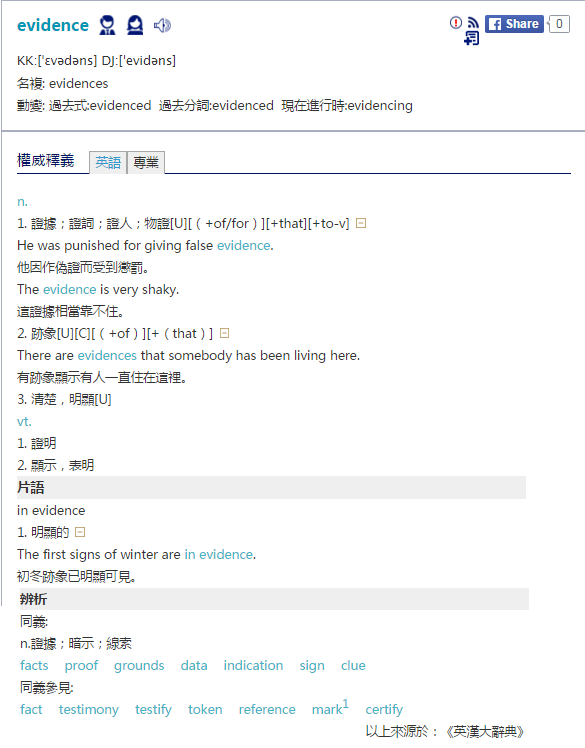 evidence
Share 0
KK:[ˋɛvədəns] DJ:[ˋevidəns]
名複: evidences
動變: 過去式:evidenced 過去分詞:evidenced 現在進行時:evidencing
權威釋義 英語 專業
n.
1. 證據；證詞；證人；物證[U][（+of/for）][+that][+to-v]
He was punished for giving false evidence.
他因作偽證而受到懲罰。
The evidence is very shaky.
這證據相當靠不住。
2. 跡象[U][C][（+of）][+（that）]
There are evidences that somebody has been living here.
有跡象顯示有人一直住在這裡。
3. 清楚，明顯[U]
vt.
1. 證明
2. 顯示，表明
片語
in evidence
1. 明顯的
The first signs of winter are in evidence.
初冬跡象已明顯可見。
辨析
同義:
n.證據；暗示；線索
facts proof grounds data indication sign clue
同義參見:
fact testimony testify token reference mark1 certify
以上來源於：《英漢大辭典》